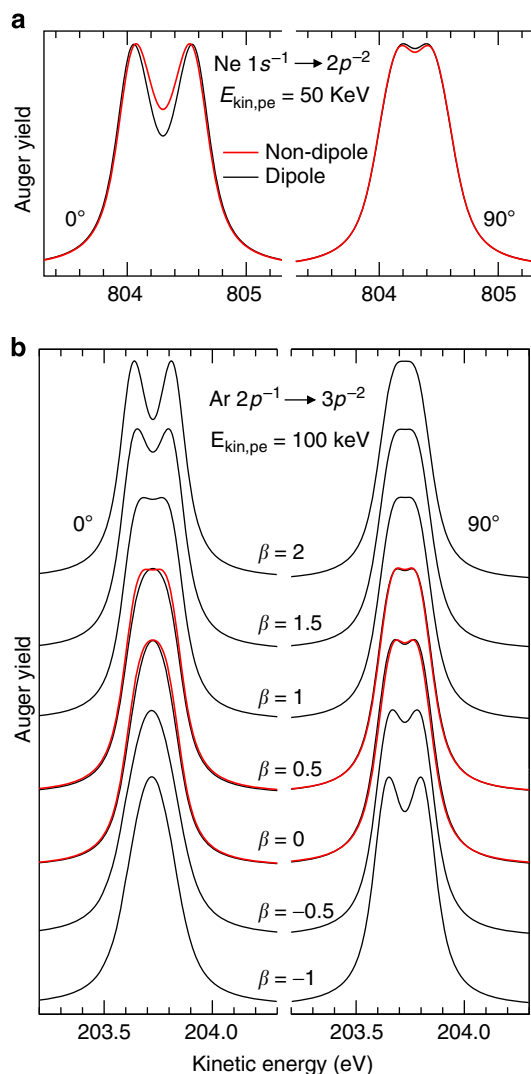 a
Ne 1s⁻¹ → 2p⁻²
E_kin,pe = 50 KeV
Non-dipole
Dipole
0°
90°
Auger yield
804
805
804
805
b
Ar 2p⁻¹ → 3p⁻²
E_kin,pe = 100 keV
0°
90°
β = 2
β = 1.5
β = 1
β = 0.5
β = 0
β = −0.5
β = −1
Auger yield
203.6
204.0
203.6
204.0
Kinetic energy (eV)